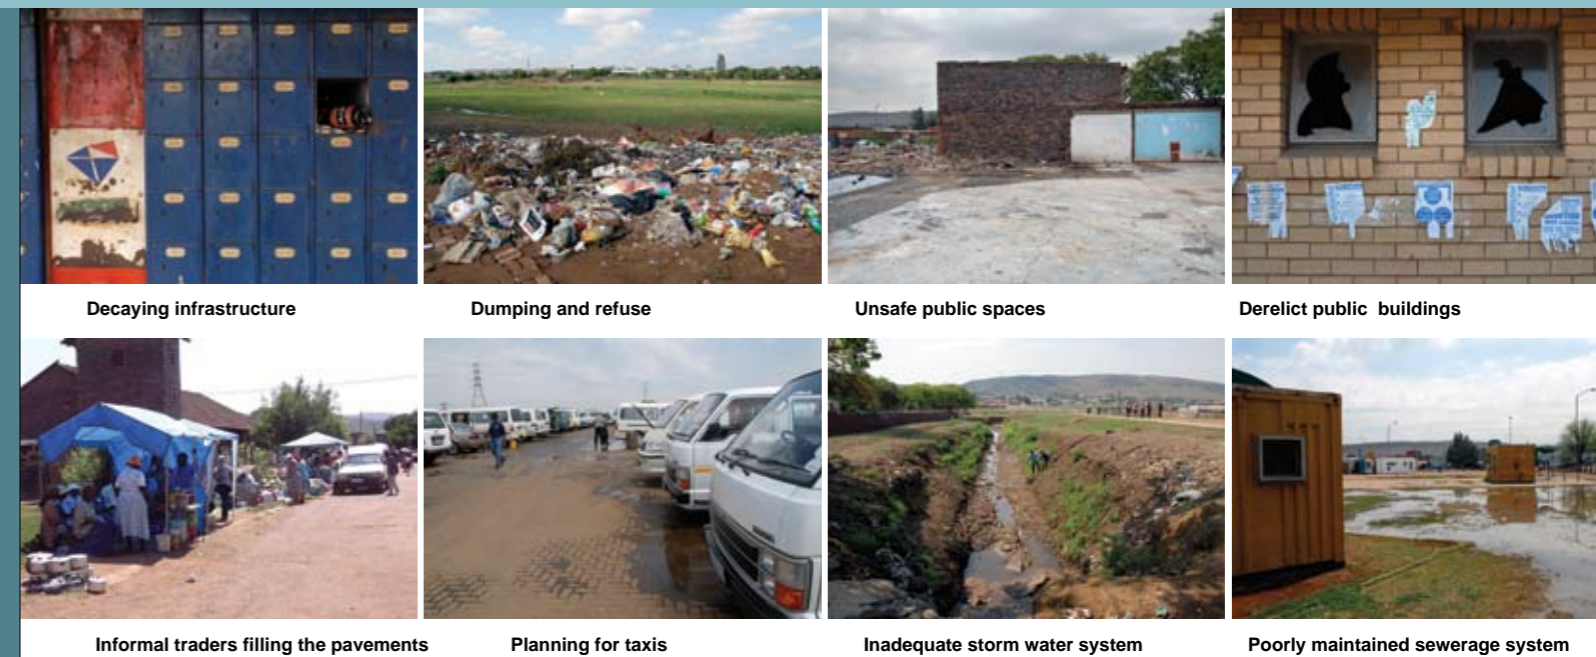 Decaying infrastructure
Dumping and refuse
Unsafe public spaces
Derelict public buildings
Informal traders filling the pavements
Planning for taxis
Inadequate storm water system
Poorly maintained sewerage system